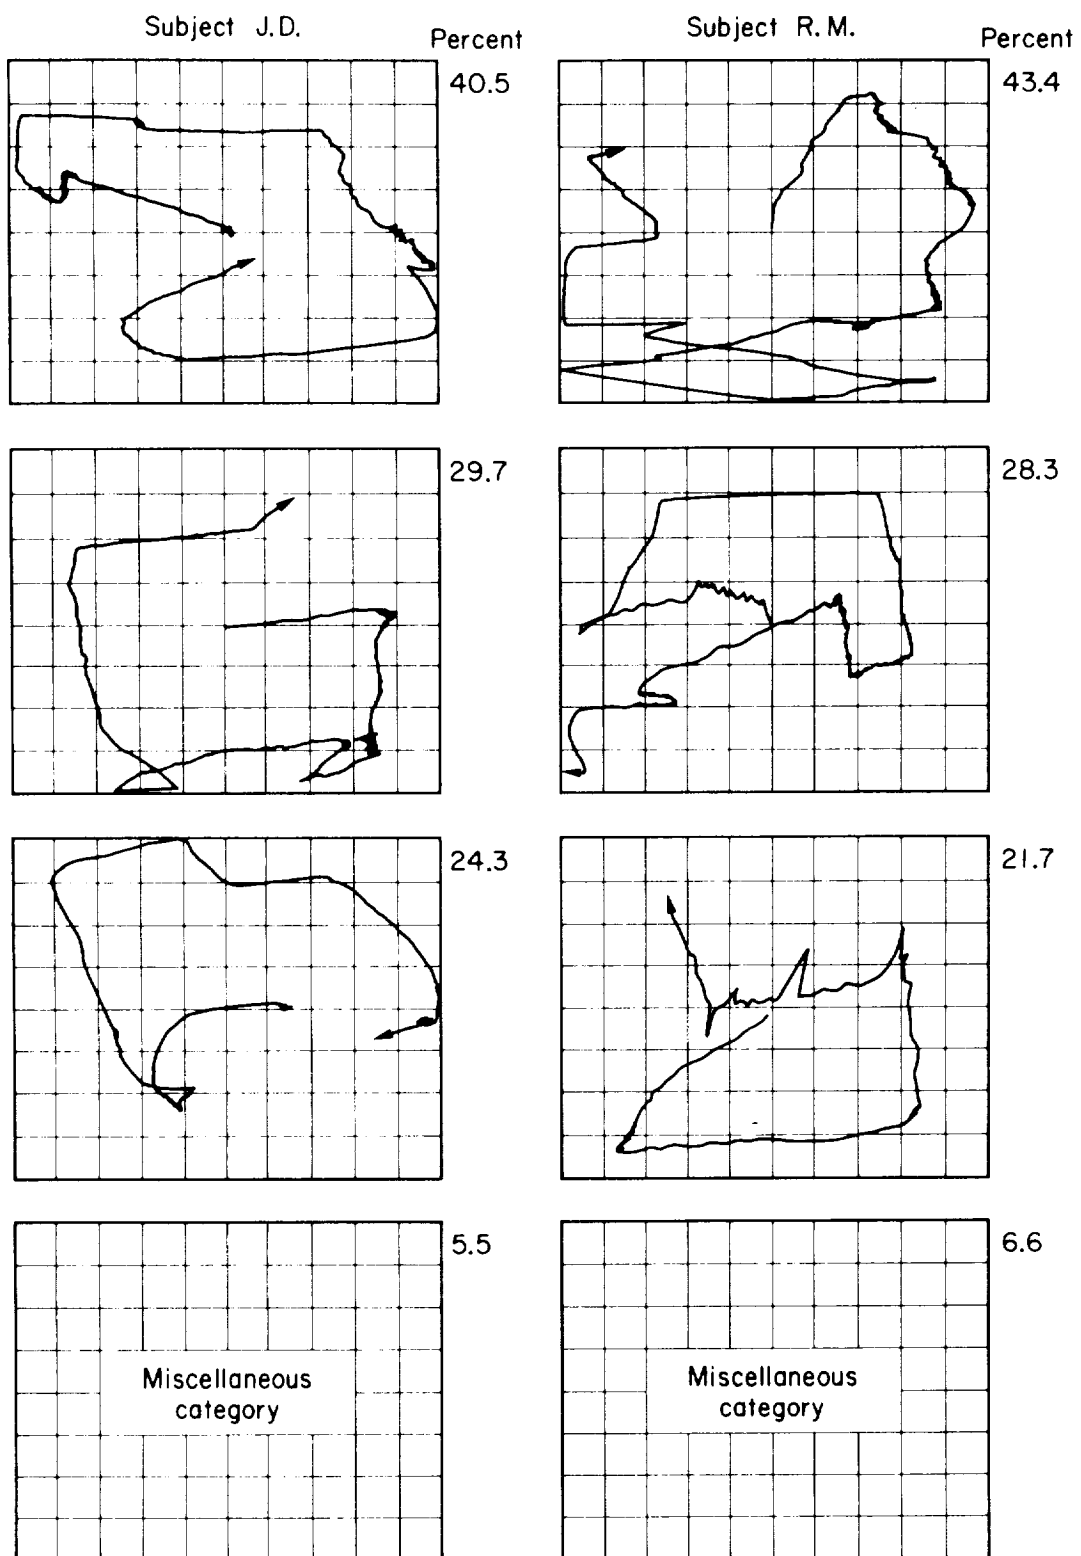 Subject J.D.
Percent
Subject R.M.
Percent
40.5
43.4
29.7
28.3
24.3
21.7
5.5
6.6
Miscellaneous
category
Miscellaneous
category